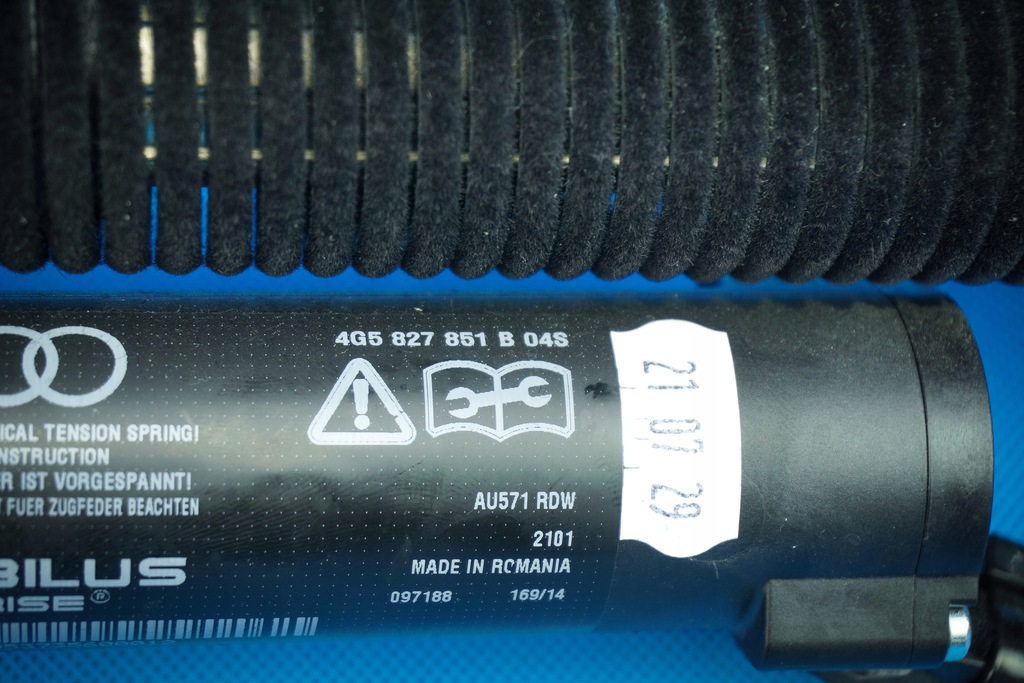 4G5 827 851 B 04S
ICAL TENSION SPRING!
NSTRUCTION
R IST VORGESPANNT!
T FUER ZUGFEDER BEACHTEN
AU571 RDW
2101
MADE IN ROMANIA
097188 169/14
BILUS
RISE®
21 07 29